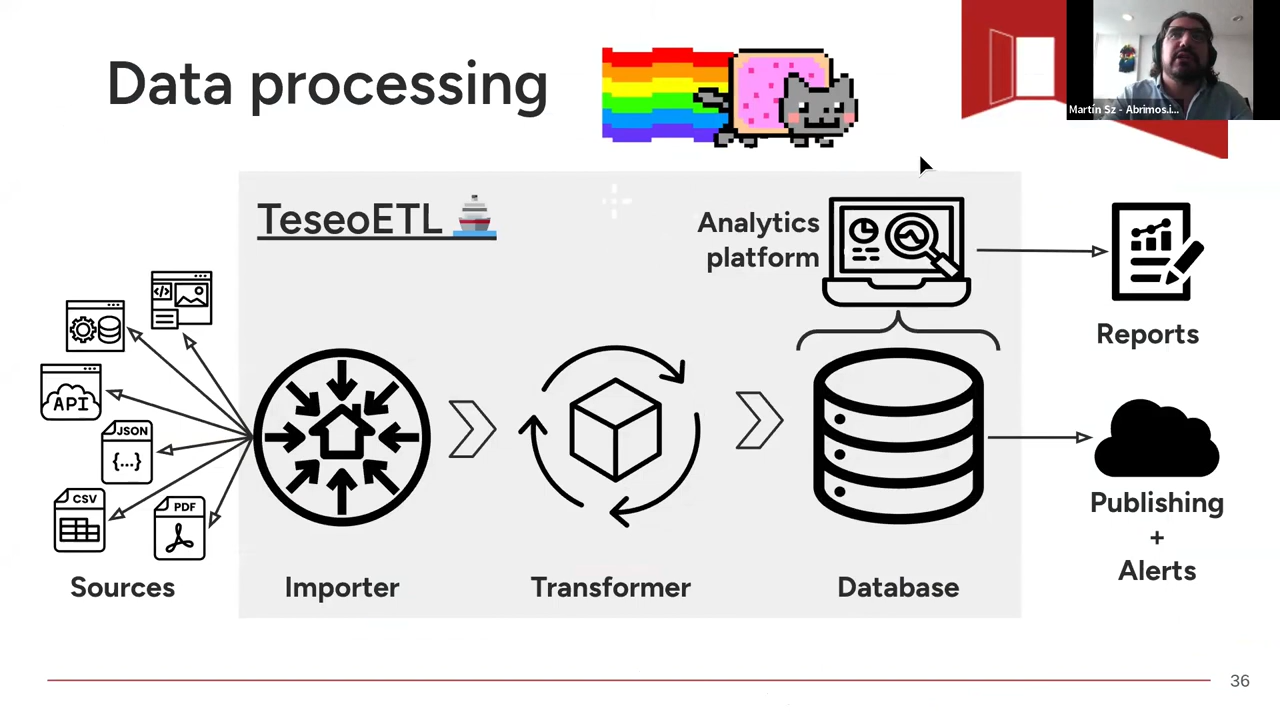 Data processing
Martín Sz - Abrimos.i...
TeseoETL
Analytics
platform
</>
API
JSON
{...}
CSV
PDF
Reports
Publishing
+
Alerts
Sources
Importer
Transformer
Database
36